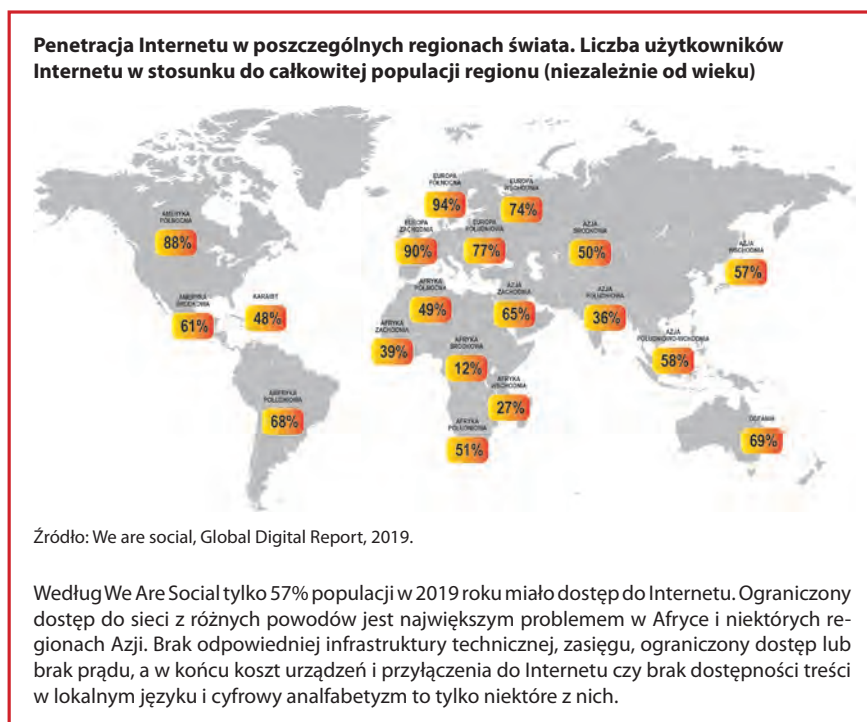 Penetracja Internetu w poszczególnych regionach świata. Liczba użytkowników
Internetu w stosunku do całkowitej populacji regionu (niezależnie od wieku)
EUROPA
PÓŁNOCNA
94%
EUROPA
WSCHODNIA
74%
AMERYKA
PÓŁNOCNA
88%
EUROPA
ZACHODNIA
90%
EUROPA
POŁUDNIOWA
77%
AZJA
ŚRODKOWA
50%
AZJA
WSCHODNIA
57%
AMERYKA
ŚRODKOWA
61%
KARAIBY
48%
AFRYKA
PÓŁNOCNA
49%
AZJA
ZACHODNIA
65%
AZJA
POŁUDNIOWA
36%
AFRYKA
ZACHODNIA
39%
AFRYKA
ŚRODKOWA
12%
AZJA
58%
AFRYKA
WSCHODNIA
27%
AMERYKA
POŁUDNIOWA
68%
AFRYKA
POŁUDNIOWA
51%
OCEANIA
69%
Źródło: We are social, Global Digital Report, 2019.
Według We Are Social tylko 57% populacji w 2019 roku miało dostęp do Internetu. Ograniczony
dostęp do sieci z różnych powodów jest największym problemem w Afryce i niektórych re-
gionach Azji. Brak odpowiedniej infrastruktury technicznej, zasięgu, ograniczony dostęp lub
brak prądu, a w końcu koszt urządzeń i przyłączenia do Internetu czy brak dostępności treści
w lokalnym języku i cyfrowy analfabetyzm to tylko niektóre z nich.